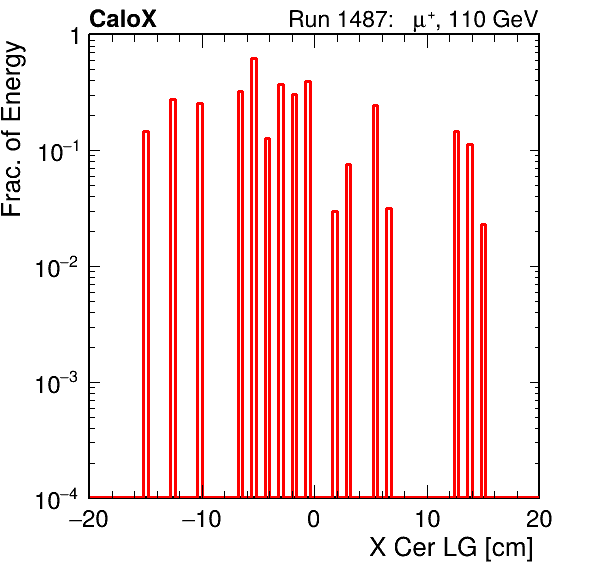 CaloX Run 1487: μ⁺, 110 GeV
Frac. of Energy
1
10⁻¹
10⁻²
10⁻³
10⁻⁴
−20 −10 0 10 20
X Cer LG [cm]